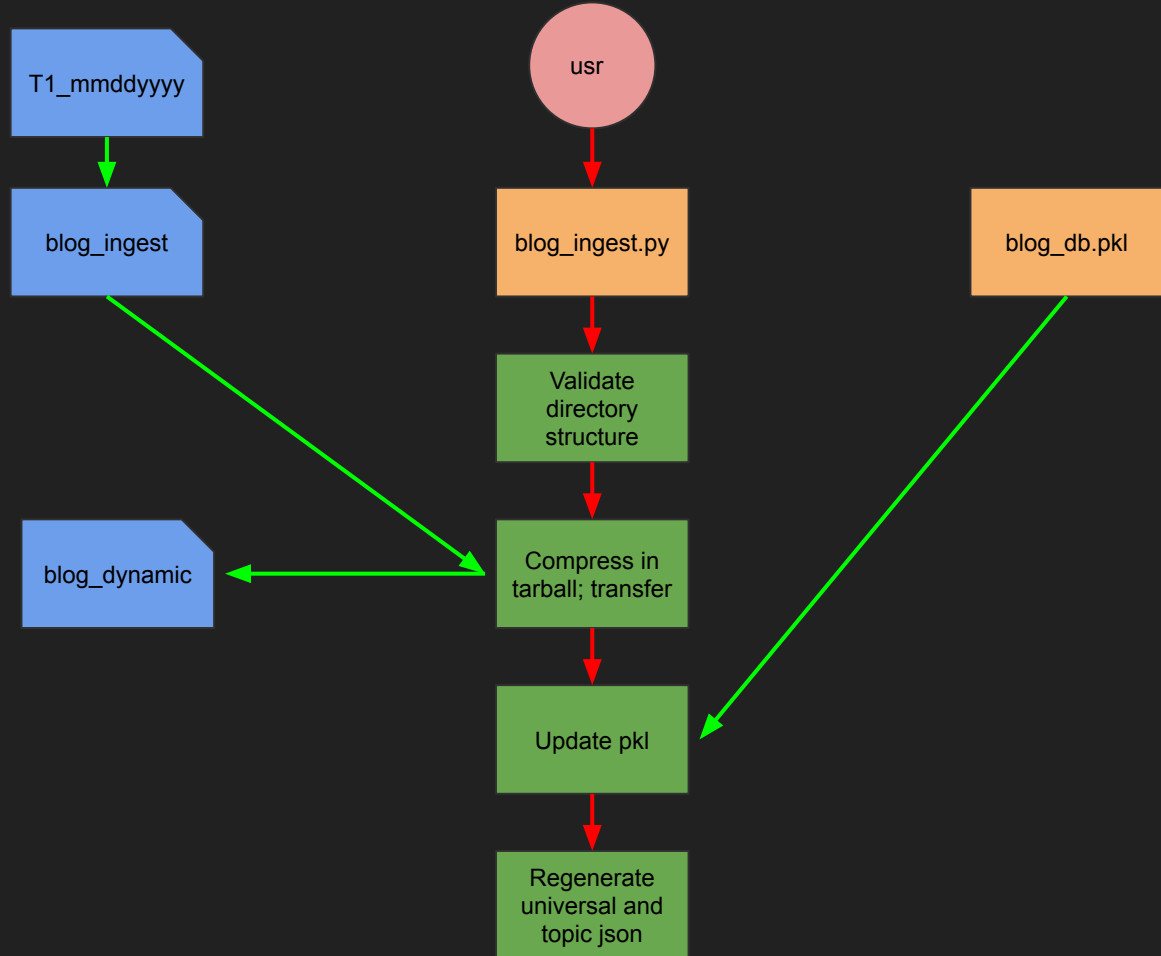 T1_mmddyyyy
usr
blog_ingest
blog_ingest.py
blog_db.pkl
Validate
directory
structure
blog_dynamic
Compress in
tarball; transfer
Update pkl
Regenerate
universal and
topic json